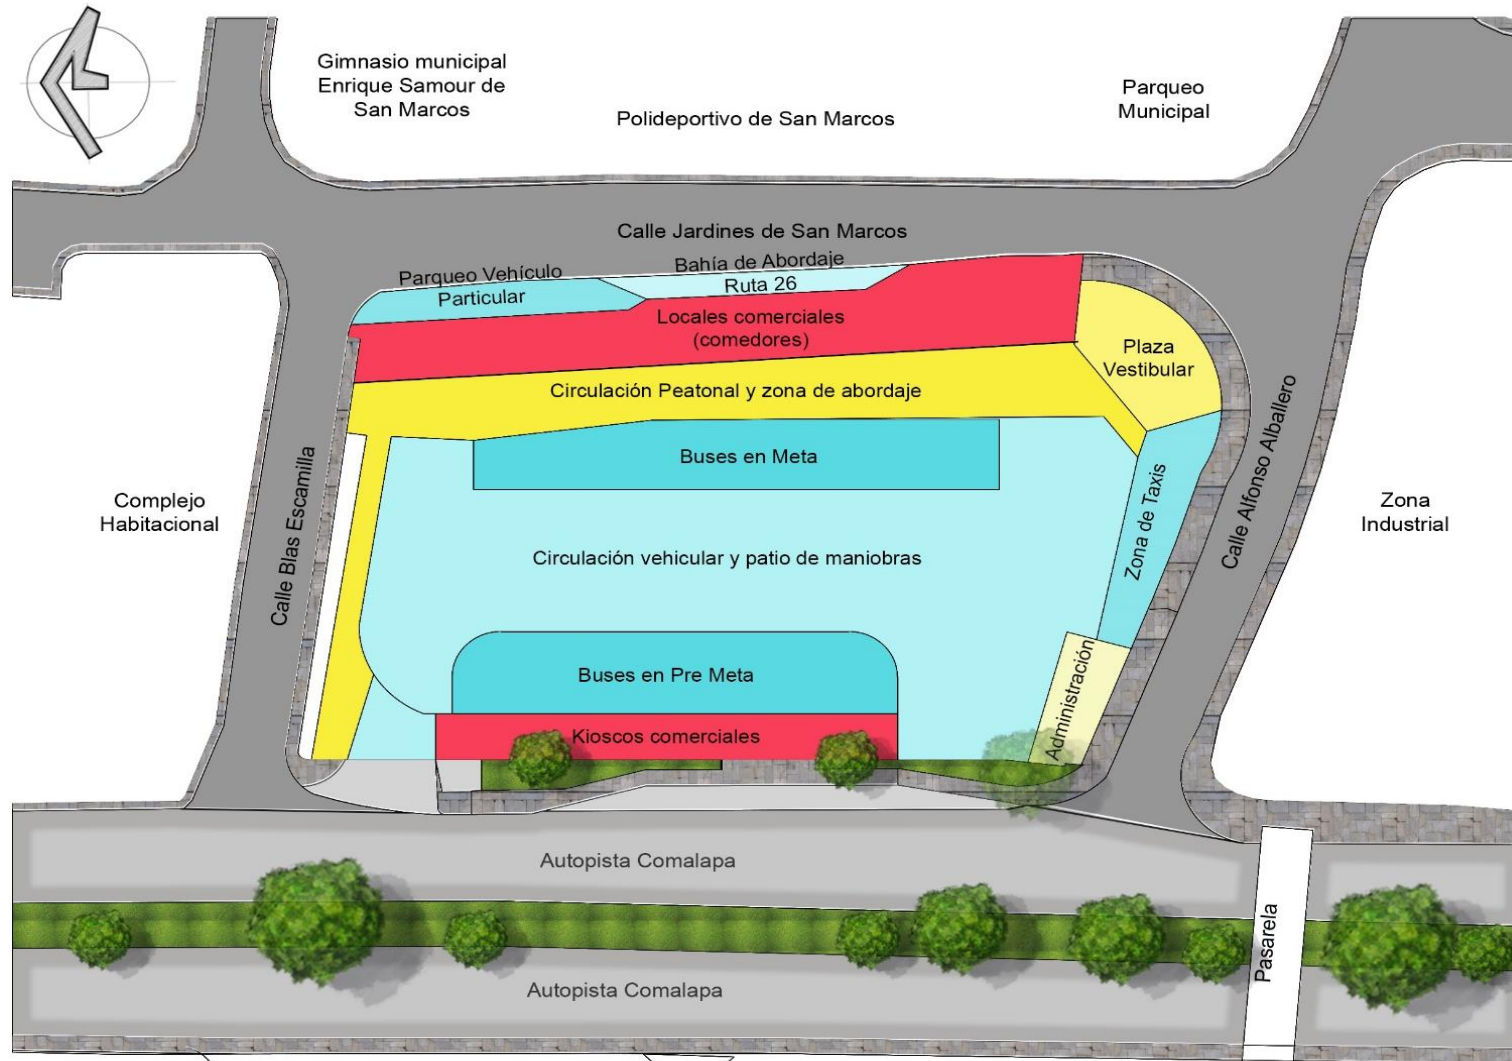 Gimnasio municipal
Enrique Samour de
San Marcos
Polideportivo de San Marcos
Parqueo
Municipal
Calle Jardines de San Marcos
Parqueo Vehículo
Particular
Bahía de Abordaje
Ruta 26
Locales comerciales
(comedores)
Plaza
Vestibular
Circulación Peatonal y zona de abordaje
Buses en Meta
Complejo
Habitacional
Calle Blas Escamilla
Circulación vehicular y patio de maniobras
Zona de Taxis
Calle Alfonso Alballero
Zona
Industrial
Buses en Pre Meta
Administración
Kioscos comerciales
Autopista Comalapa
Pasarela
Autopista Comalapa